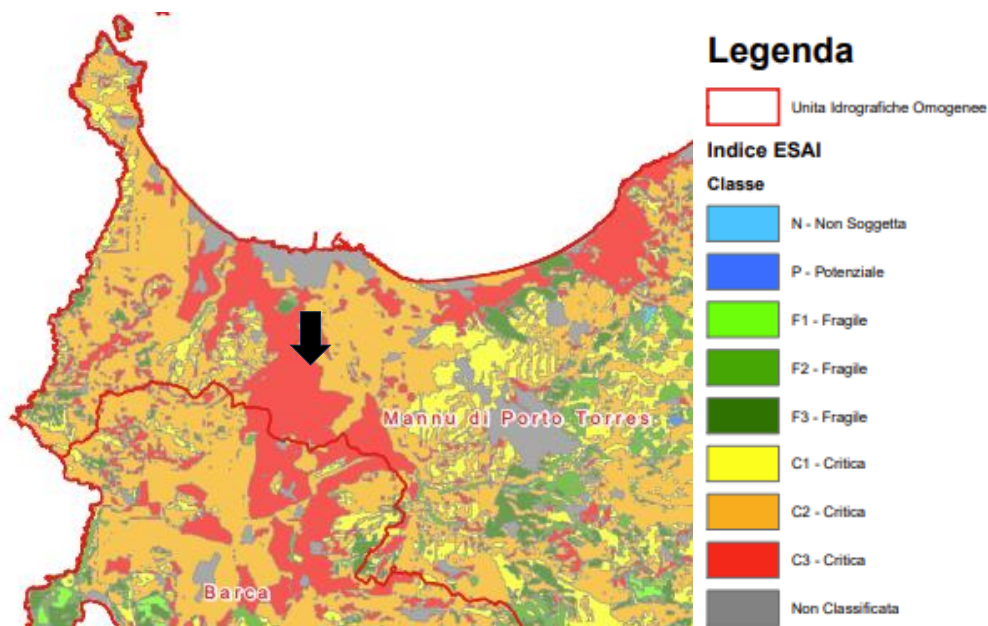 Legenda
Unita Idrografiche Omogenee
Indice ESAI
Classe
N - Non Soggetta
P - Potenziale
F1 - Fragile
F2 - Fragile
F3 - Fragile
C1 - Critica
C2 - Critica
C3 - Critica
Non Classificata
Mannu di Porto Torres
Barca